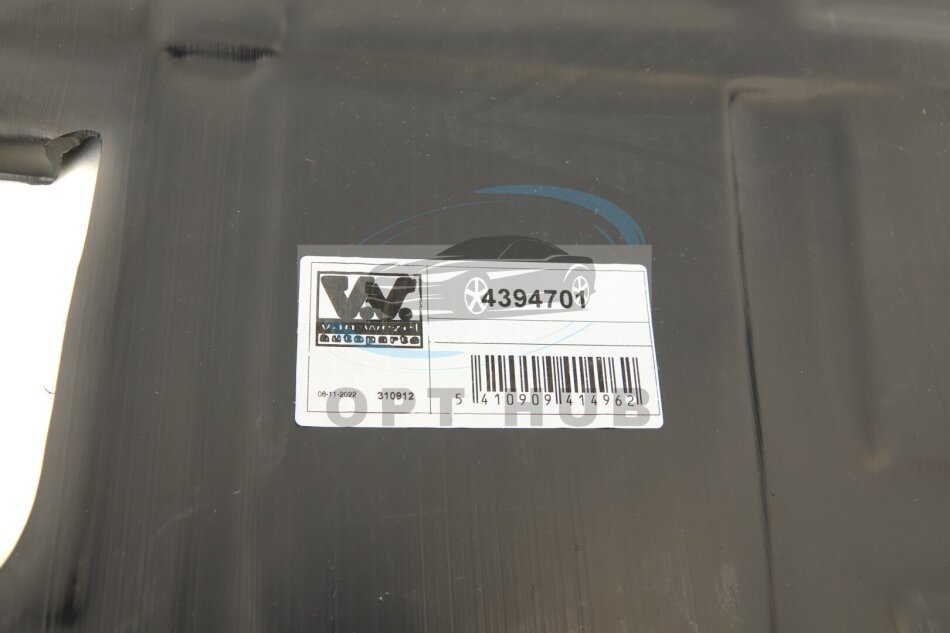 V.V.
van wezel
autoparts
4394701
08-11-2022 310912
5 410909 414962
OPT HUB